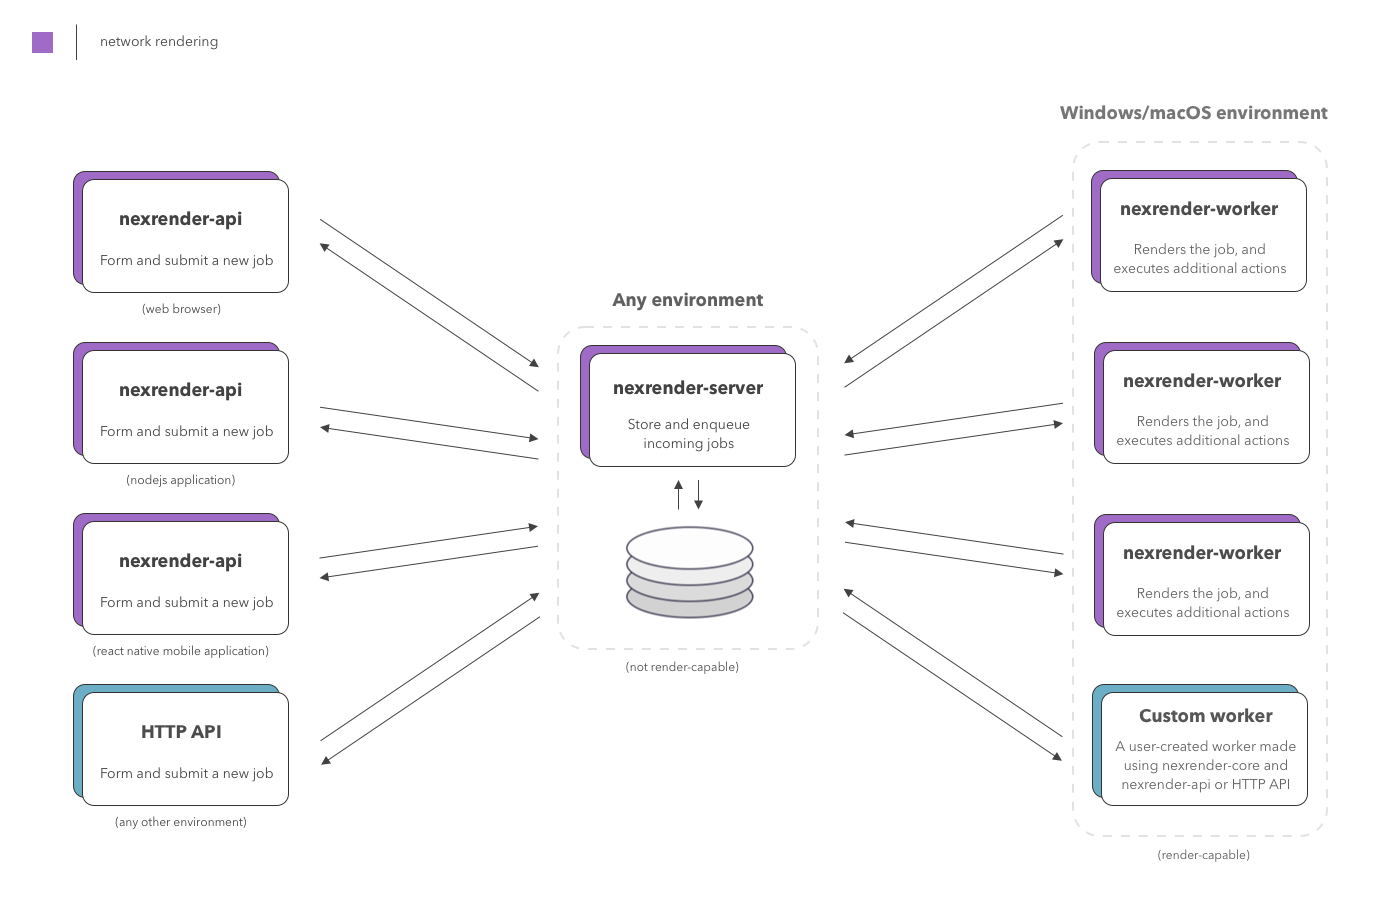 network rendering
Windows/macOS environment
nexrender-api
Form and submit a new job
(web browser)
nexrender-api
Form and submit a new job
(nodejs application)
nexrender-api
Form and submit a new job
(react native mobile application)
HTTP API
Form and submit a new job
(any other environment)
Any environment
nexrender-server
Store and enqueue
incoming jobs
(not render-capable)
nexrender-worker
Renders the job, and
executes additional actions
nexrender-worker
Renders the job, and
executes additional actions
nexrender-worker
Renders the job, and
executes additional actions
Custom worker
A user-created worker made
using nexrender-core and
nexrender-api or HTTP API
(render-capable)